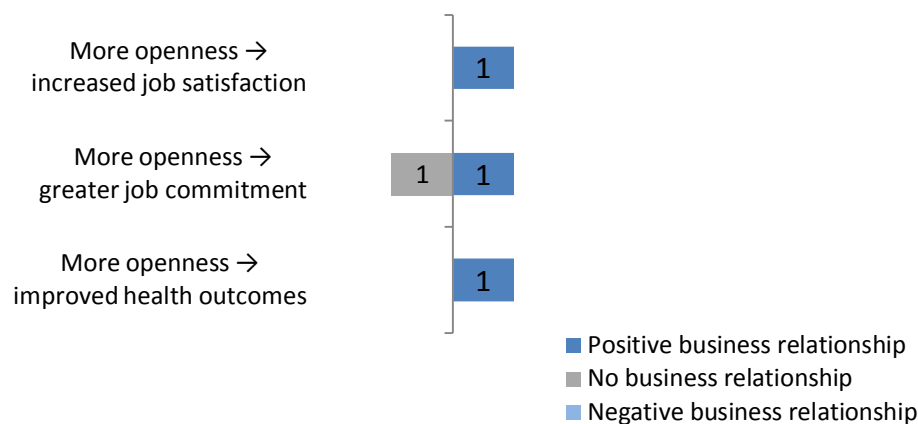 More openness →
increased job satisfaction
1
More openness →
greater job commitment
1 1
More openness →
improved health outcomes
1
Positive business relationship
No business relationship
Negative business relationship